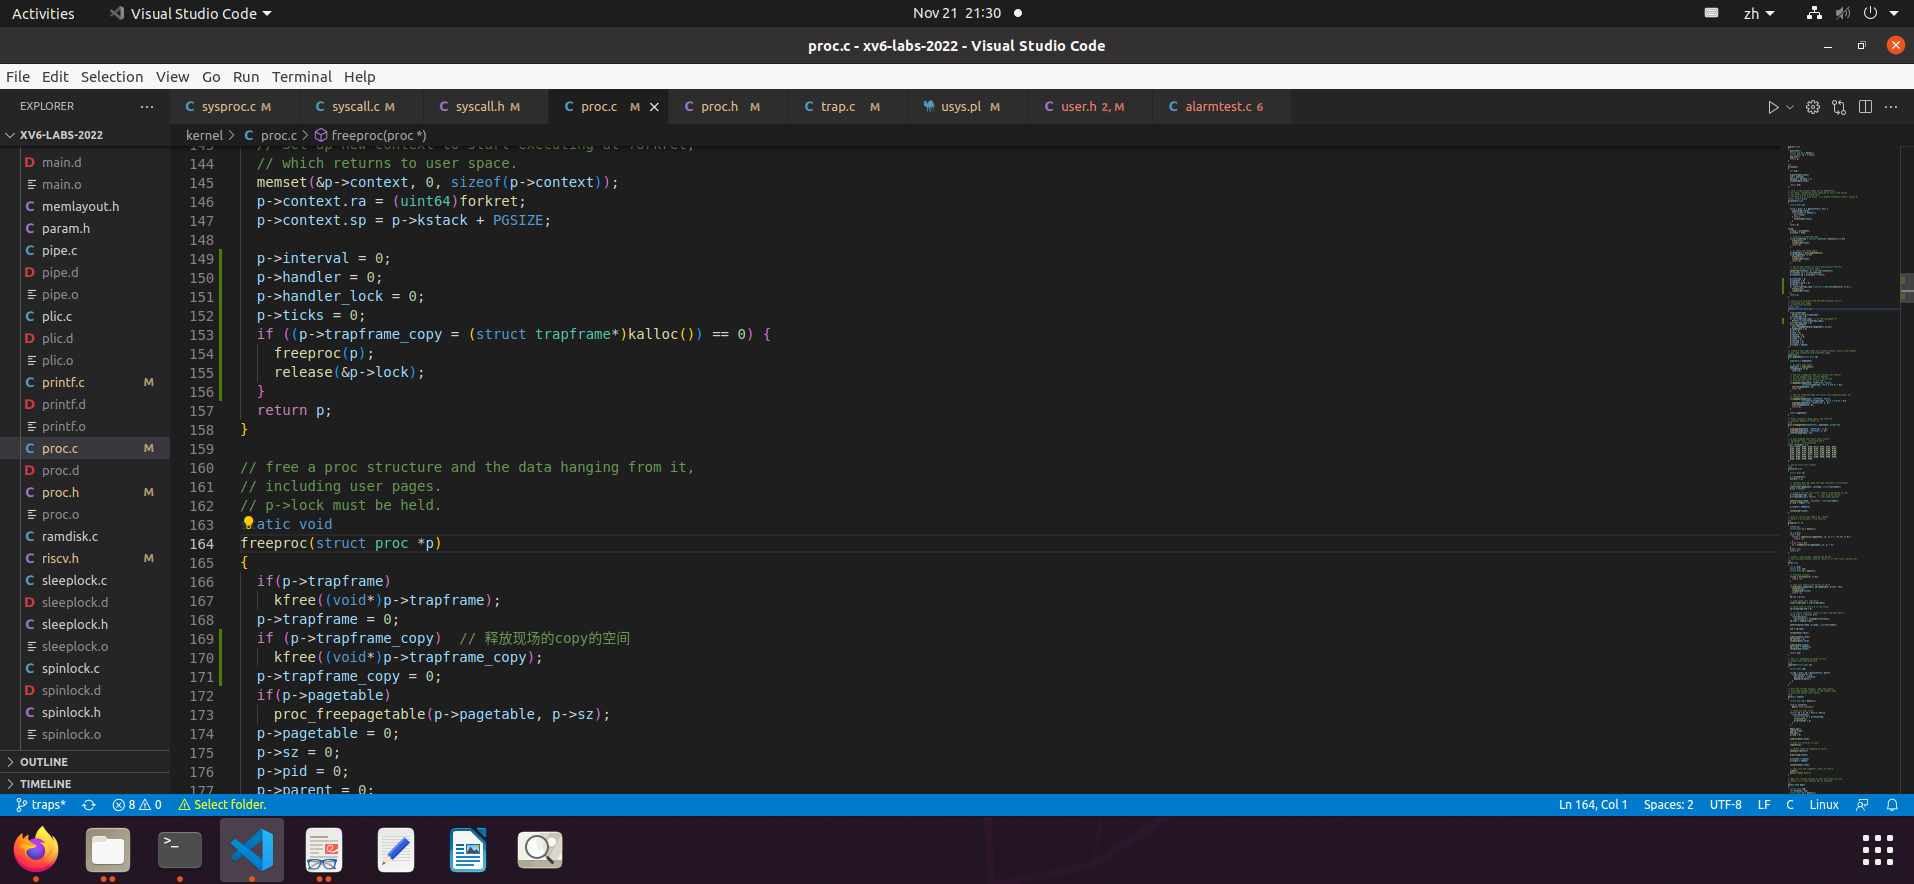 Activities
Visual Studio Code
Nov 21 21:30
zh
proc.c - xv6-labs-2022 - Visual Studio Code
File Edit Selection View Go Run Terminal Help
EXPLORER
sysproc.c M
syscall.c M
syscall.h M
proc.c M
proc.h M
trap.c M
usys.pl M
user.h 2, M
alarmtest.c 6
XV6-LABS-2022
kernel > C proc.c > freeproc(proc *)
main.d
main.o
memlayout.h
param.h
pipe.c
pipe.d
pipe.o
plic.c
plic.d
plic.o
printf.c M
printf.d
printf.o
proc.c M
proc.d
proc.h M
proc.o
ramdisk.c
riscv.h M
sleeplock.c
sleeplock.d
sleeplock.h
sleeplock.o
spinlock.c
spinlock.d
spinlock.h
spinlock.o
OUTLINE
TIMELINE
143 // Set up new context to start executing at forkret,
144 // which returns to user space.
145 memset(&p->context, 0, sizeof(p->context));
146 p->context.ra = (uint64)forkret;
147 p->context.sp = p->kstack + PGSIZE;
148
149 p->interval = 0;
150 p->handler = 0;
151 p->handler_lock = 0;
152 p->ticks = 0;
153 if ((p->trapframe_copy = (struct trapframe*)kalloc()) == 0) {
154 freeproc(p);
155 release(&p->lock);
156 }
157 return p;
158 }
159
160 // free a proc structure and the data hanging from it,
161 // including user pages.
162 // p->lock must be held.
163 static void
164 freeproc(struct proc *p)
165 {
166 if(p->trapframe)
167 kfree((void*)p->trapframe);
168 p->trapframe = 0;
169 if (p->trapframe_copy) // 释放现场的copy的空间
170 kfree((void*)p->trapframe_copy);
171 p->trapframe_copy = 0;
172 if(p->pagetable)
173 proc_freepagetable(p->pagetable, p->sz);
174 p->pagetable = 0;
175 p->sz = 0;
176 p->pid = 0;
177 p->parent = 0;
traps* 8 0 Select folder. Ln 164, Col 1 Spaces: 2 UTF-8 LF C Linux